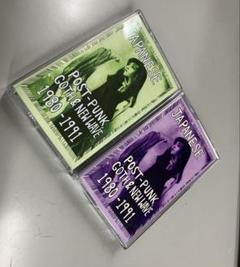 JAPANESE
POST-PUNK
GOTH & NEW WAVE
1980-1991
JAPANESE
POST-PUNK
GOTH & NEW WAVE
1980-1991